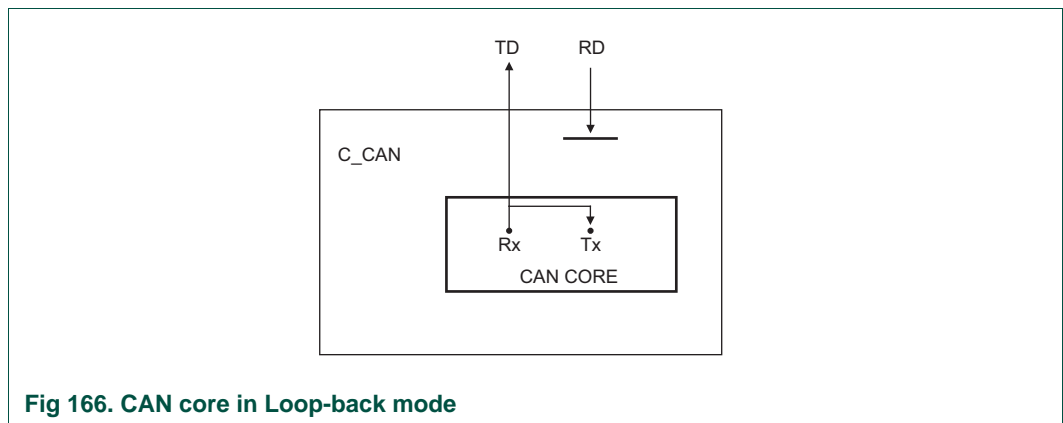 TD RD
C_CAN
Rx Tx
CAN CORE
Fig 166. CAN core in Loop-back mode